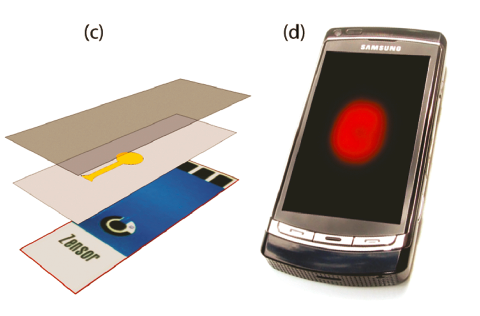 (c)
(d)
SAMSUNG
Zensor